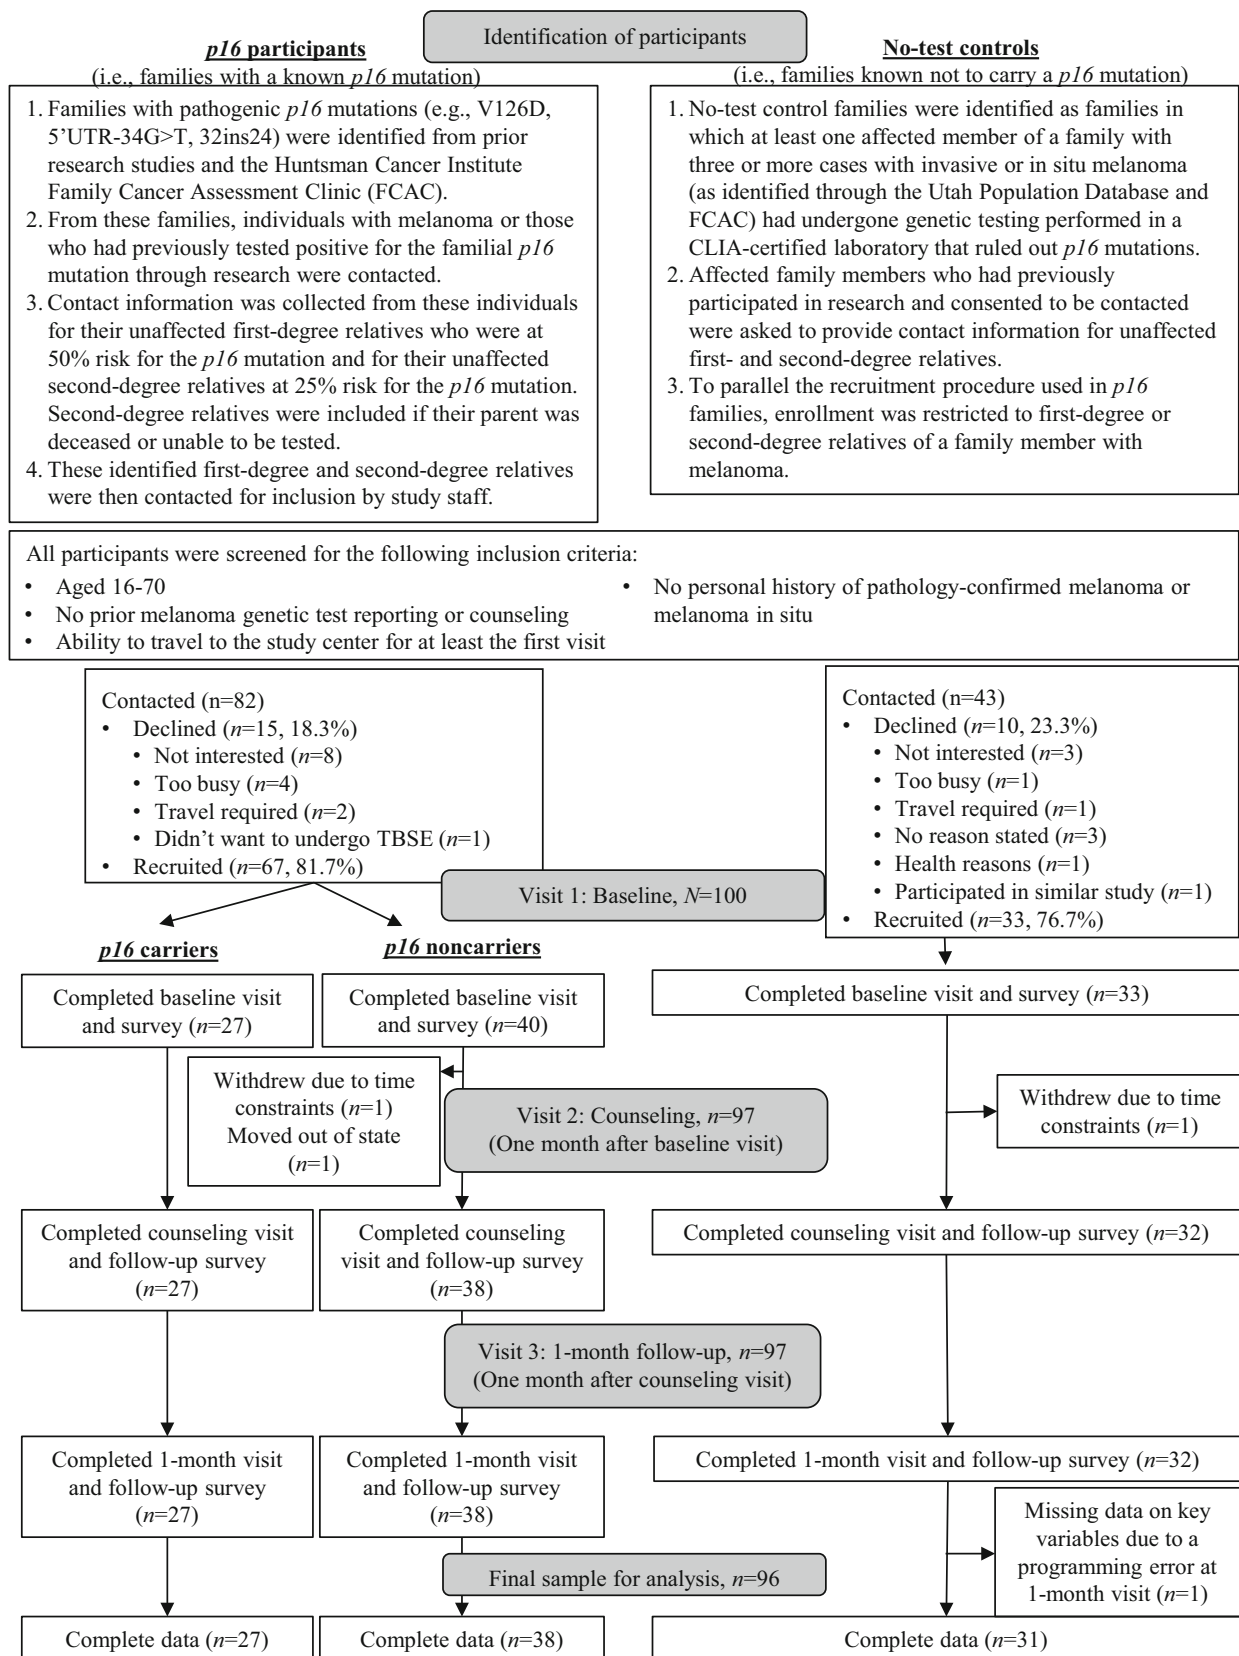 Identification of participants
p16 participants
(i.e., families with a known p16 mutation)
1. Families with pathogenic p16 mutations (e.g., V126D,
5’UTR-34G>T, 32ins24) were identified from prior
research studies and the Huntsman Cancer Institute
Family Cancer Assessment Clinic (FCAC).
2. From these families, individuals with melanoma or those
who had previously tested positive for the familial p16
mutation through research were contacted.
3. Contact information was collected from these individuals
for their unaffected first-degree relatives who were at
50% risk for the p16 mutation and for their unaffected
second-degree relatives at 25% risk for the p16 mutation.
Second-degree relatives were included if their parent was
deceased or unable to be tested.
4. These identified first-degree and second-degree relatives
were then contacted for inclusion by study staff.
No-test controls
(i.e., families known not to carry a p16 mutation)
1. No-test control families were identified as families in
which at least one affected member of a family with
three or more cases with invasive or in situ melanoma
(as identified through the Utah Population Database and
FCAC) had undergone genetic testing performed in a
CLIA-certified laboratory that ruled out p16 mutations.
2. Affected family members who had previously
participated in research and consented to be contacted
were asked to provide contact information for unaffected
first- and second-degree relatives.
3. To parallel the recruitment procedure used in p16
families, enrollment was restricted to first-degree or
second-degree relatives of a family member with
melanoma.
All participants were screened for the following inclusion criteria:
• Aged 16-70
• No prior melanoma genetic test reporting or counseling
• Ability to travel to the study center for at least the first visit
• No personal history of pathology-confirmed melanoma or
melanoma in situ
Contacted (n=82)
• Declined (n=15, 18.3%)
• Not interested (n=8)
• Too busy (n=4)
• Travel required (n=2)
• Didn’t want to undergo TBSE (n=1)
• Recruited (n=67, 81.7%)
Contacted (n=43)
• Declined (n=10, 23.3%)
• Not interested (n=3)
• Too busy (n=1)
• Travel required (n=1)
• No reason stated (n=3)
• Health reasons (n=1)
• Participated in similar study (n=1)
• Recruited (n=33, 76.7%)
Visit 1: Baseline, N=100
p16 carriers
p16 noncarriers
Completed baseline visit
and survey (n=27)
Completed baseline visit
and survey (n=40)
Completed baseline visit and survey (n=33)
Withdrew due to time
constraints (n=1)
Moved out of state
(n=1)
Visit 2: Counseling, n=97
(One month after baseline visit)
Withdrew due to time
constraints (n=1)
Completed counseling visit
and follow-up survey
(n=27)
Completed counseling
visit and follow-up survey
(n=38)
Completed counseling visit and follow-up survey (n=32)
Visit 3: 1-month follow-up, n=97
(One month after counseling visit)
Completed 1-month visit
and follow-up survey
(n=27)
Completed 1-month visit
and follow-up survey
(n=38)
Completed 1-month visit and follow-up survey (n=32)
Missing data on key
variables due to a
programming error at
1-month visit (n=1)
Final sample for analysis, n=96
Complete data (n=27)
Complete data (n=38)
Complete data (n=31)